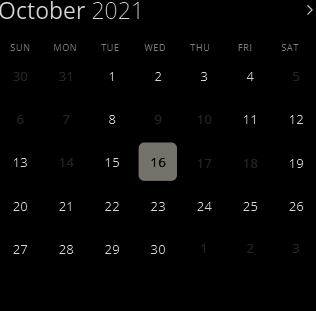 October 2021
SUN MON TUE WED THU FRI SAT
30 31 1 2 3 4 5
6 7 8 9 10 11 12
13 14 15 16 17 18 19
20 21 22 23 24 25 26
27 28 29 30 1 2 3